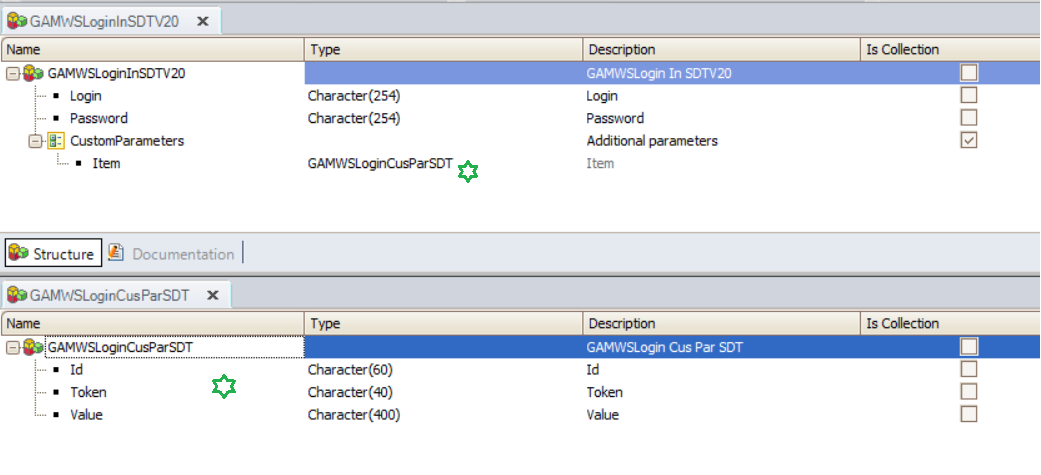 GAMWSLoginInSDTV20
Name Type Description Is Collection
GAMWSLoginInSDTV20 GAMWSLogin In SDTV20
Login Character(254) Login
Password Character(254) Password
CustomParameters Additional parameters
Item GAMWSLoginCusParSDT Item
Structure Documentation
GAMWSLoginCusParSDT
Name Type Description Is Collection
GAMWSLoginCusParSDT GAMWSLogin Cus Par SDT
Id Character(60) Id
Token Character(40) Token
Value Character(400) Value